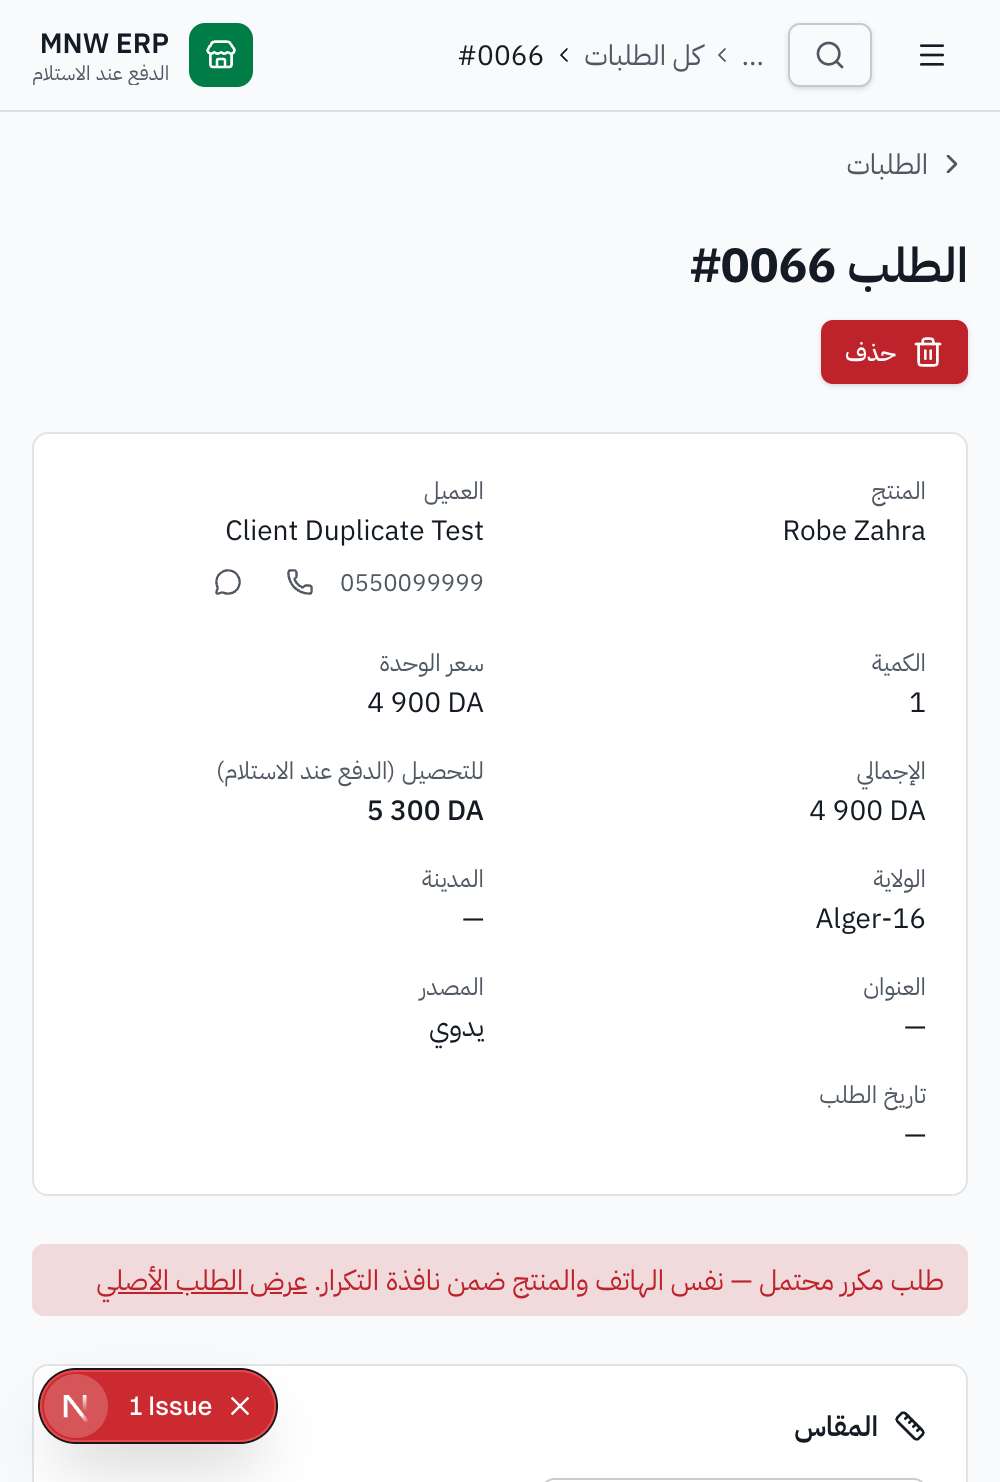 ... > كل الطلبات > #0066
MNW ERP
الدفع عند الاستلام
الطلبات
الطلب #0066
حذف
المنتج
Robe Zahra
العميل
Client Duplicate Test
0550099999
الكمية
1
سعر الوحدة
4 900 DA
الإجمالي
4 900 DA
للتحصيل (الدفع عند الاستلام)
5 300 DA
الولاية
Alger-16
المدينة
—
العنوان
—
المصدر
يدوي
تاريخ الطلب
—
طلب مكرر محتمل — نفس الهاتف والمنتج ضمن نافذة التكرار. عرض الطلب الأصلي
المقاس
N 1 Issue